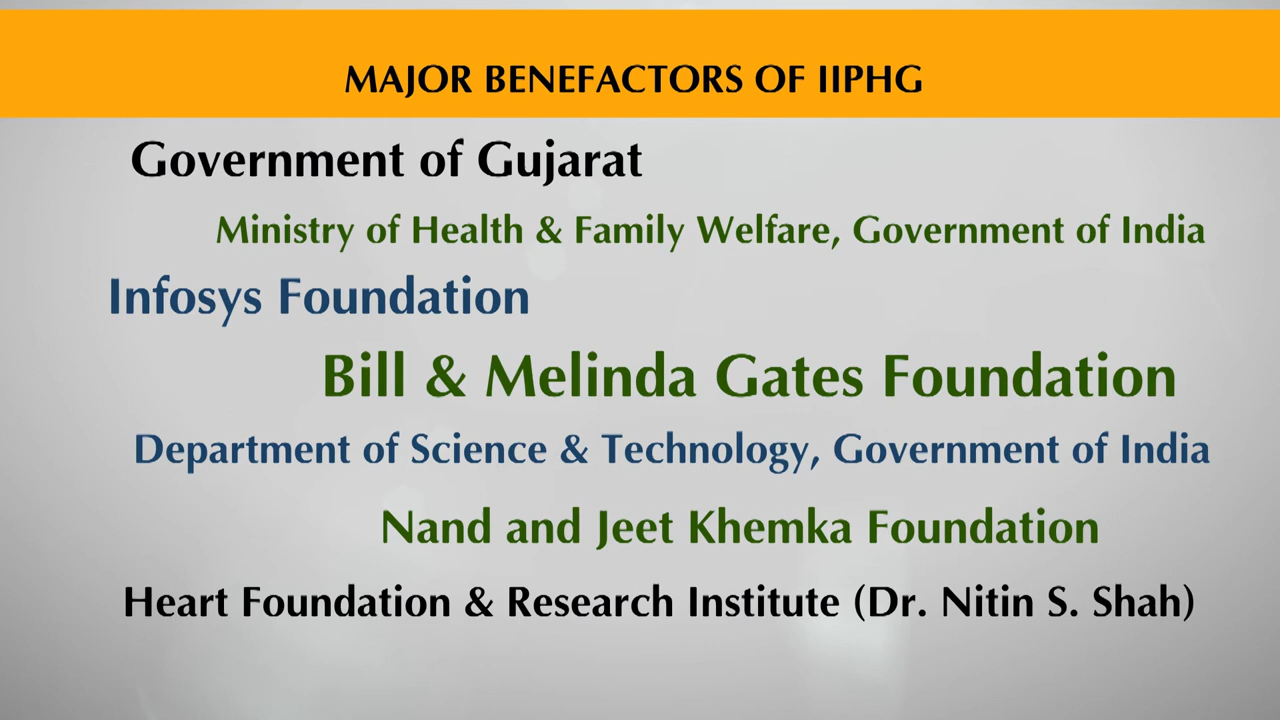 MAJOR BENEFACTORS OF IIPHG
Government of Gujarat
Ministry of Health & Family Welfare, Government of India
Infosys Foundation
Bill & Melinda Gates Foundation
Department of Science & Technology, Government of India
Nand and Jeet Khemka Foundation
Heart Foundation & Research Institute (Dr. Nitin S. Shah)